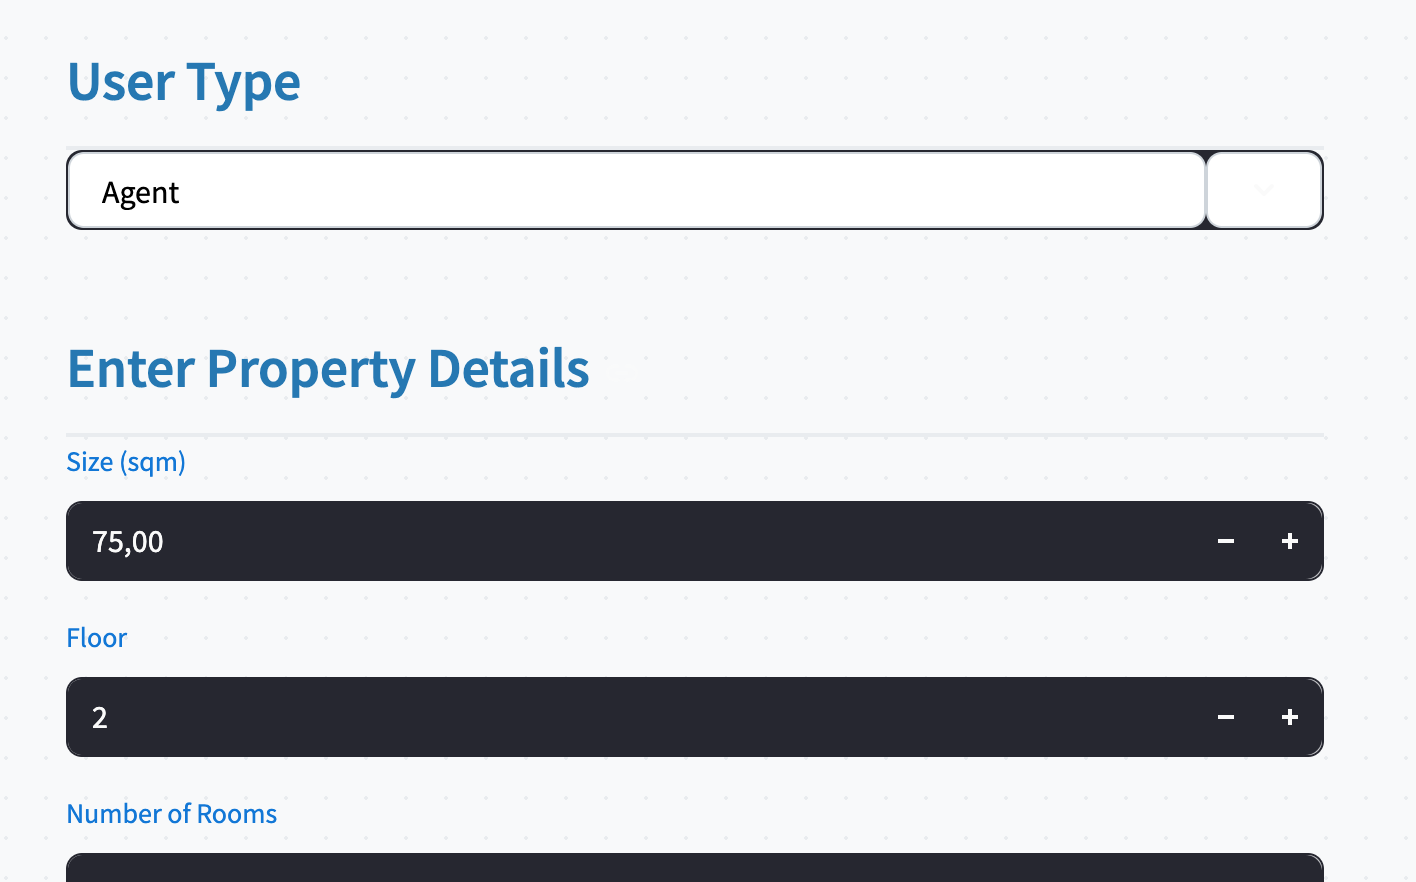 User Type
Agent
Enter Property Details
Size (sqm)
75,00
Floor
2
Number of Rooms